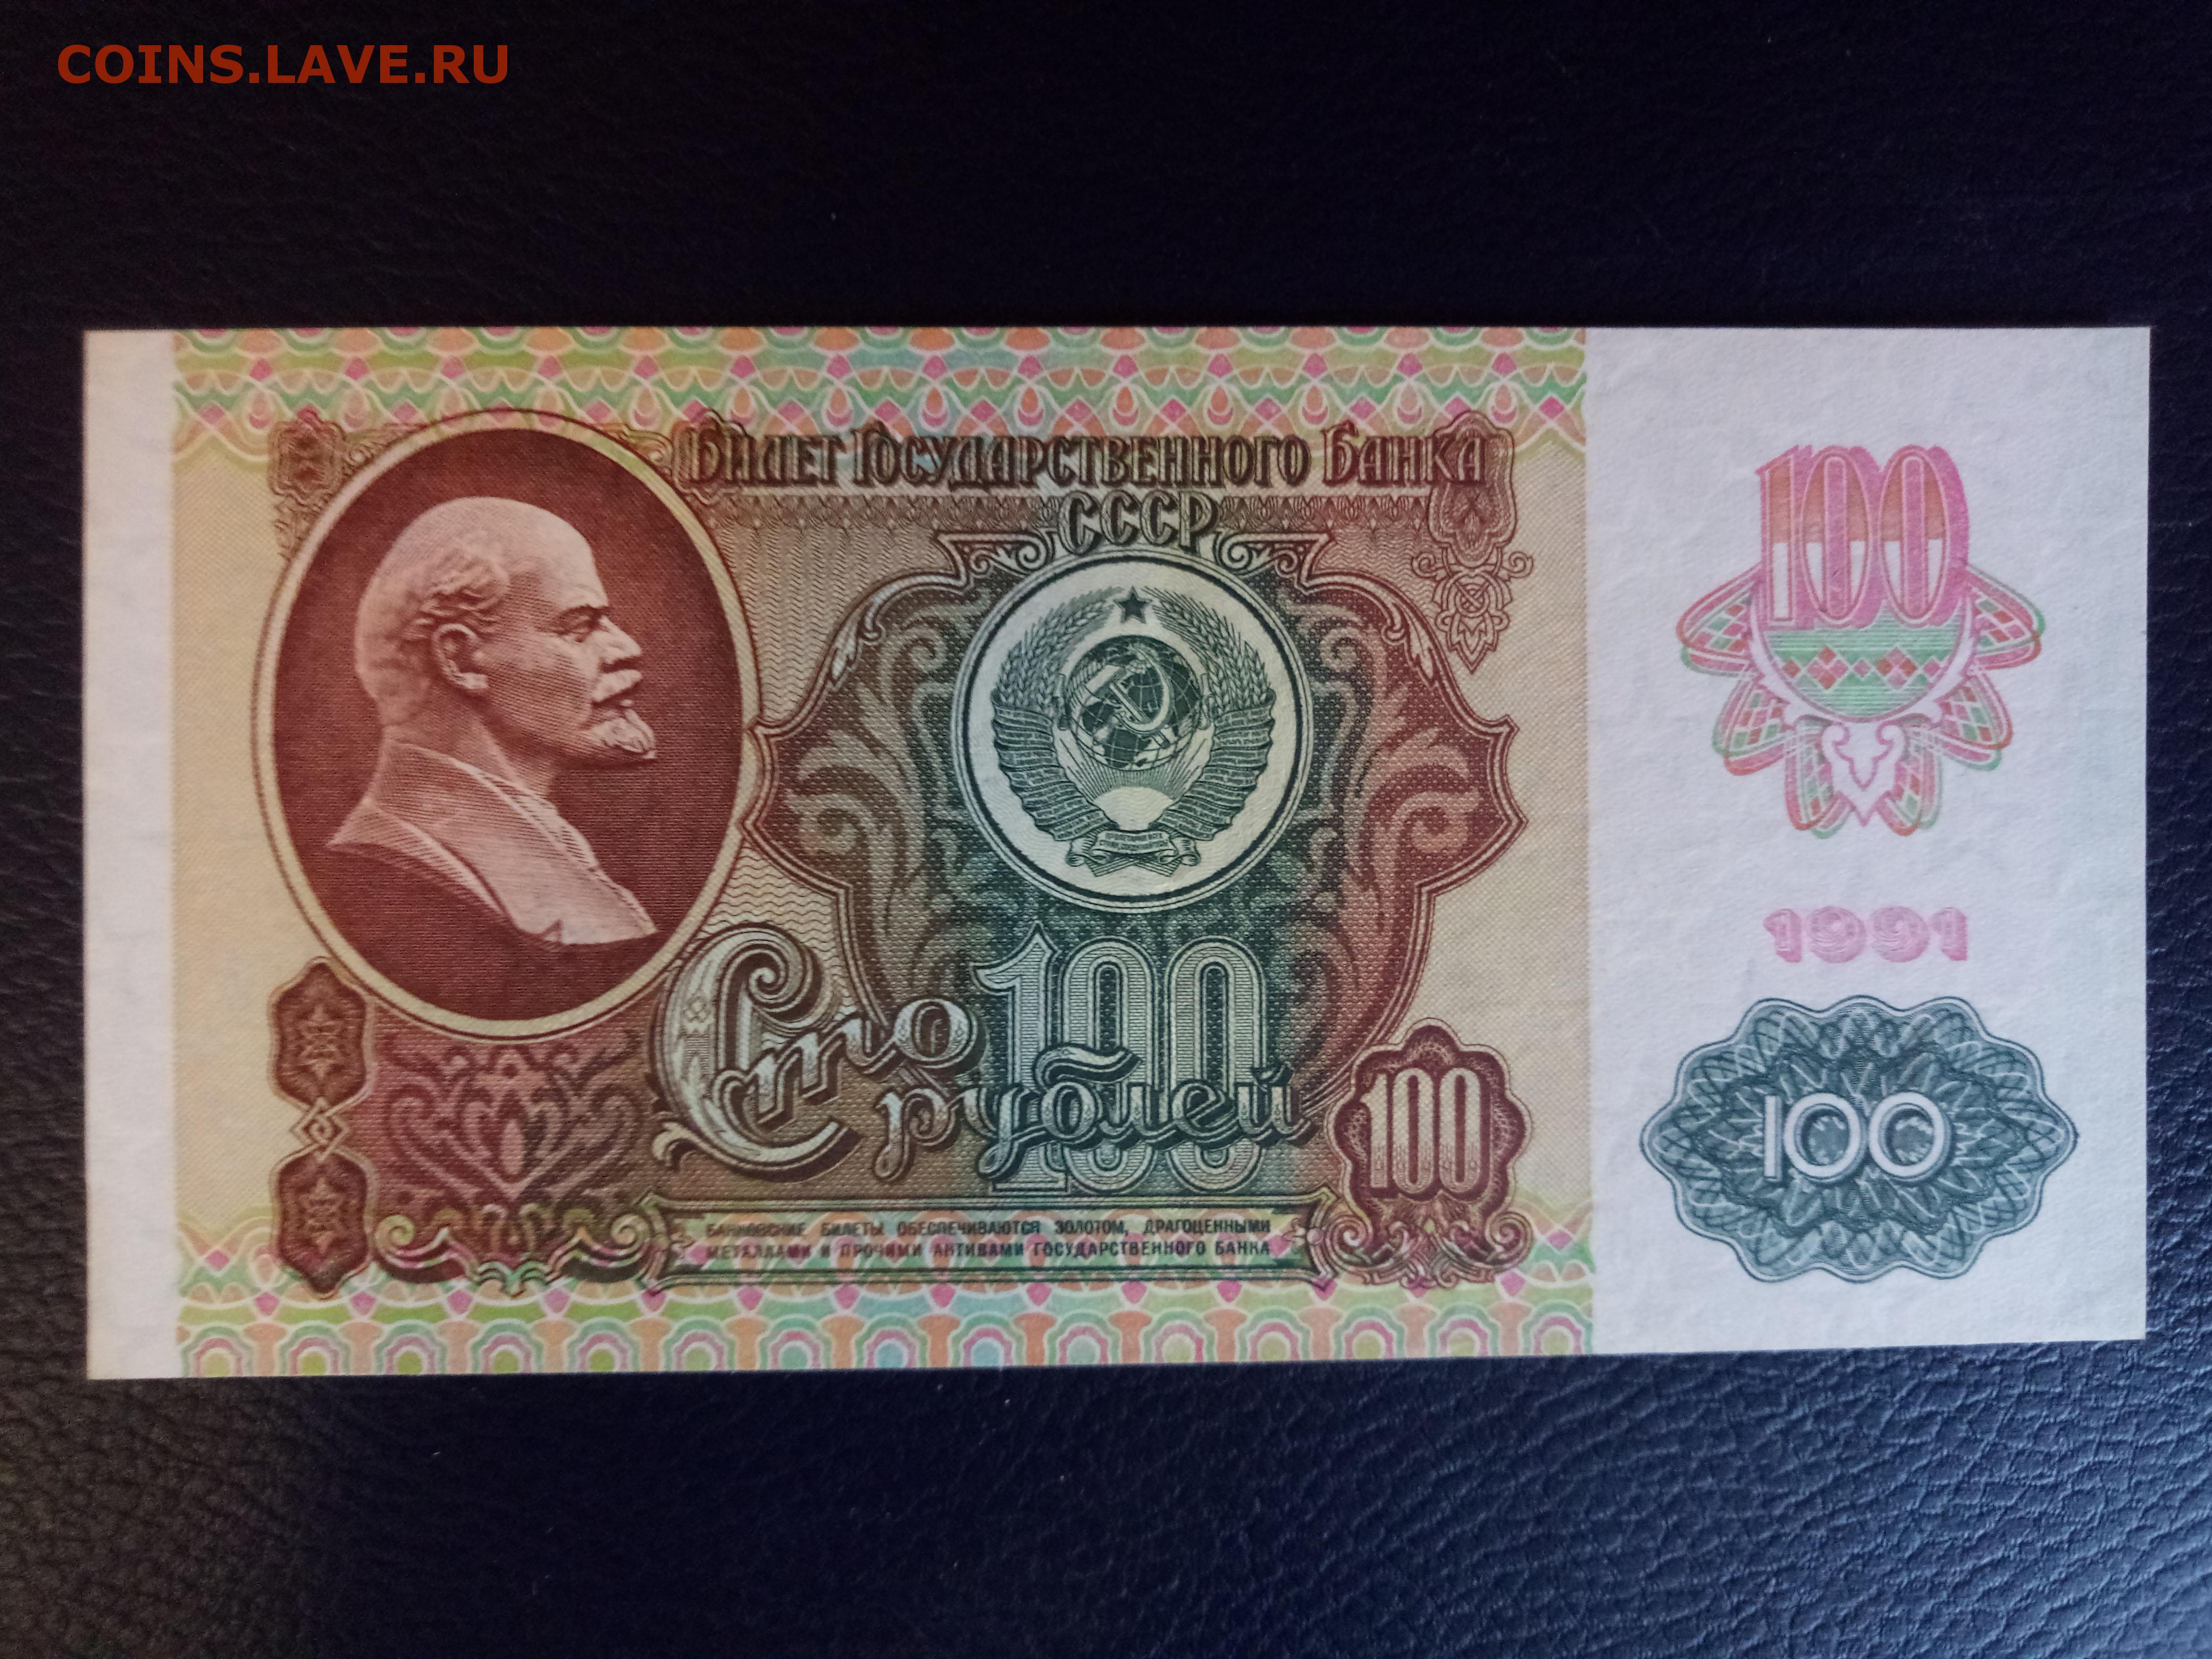 COINS.LAVE.RU
Билет Государственного Банка
СССР
100
1991
Сто
рублей
100
100
100
БАНКОВСКИЕ БИЛЕТЫ ОБЕСПЕЧИВАЮТСЯ ЗОЛОТОМ, ДРАГОЦЕННЫМИ
МЕТАЛЛАМИ И ПРОЧИМИ АКТИВАМИ ГОСУДАРСТВЕННОГО БАНКА